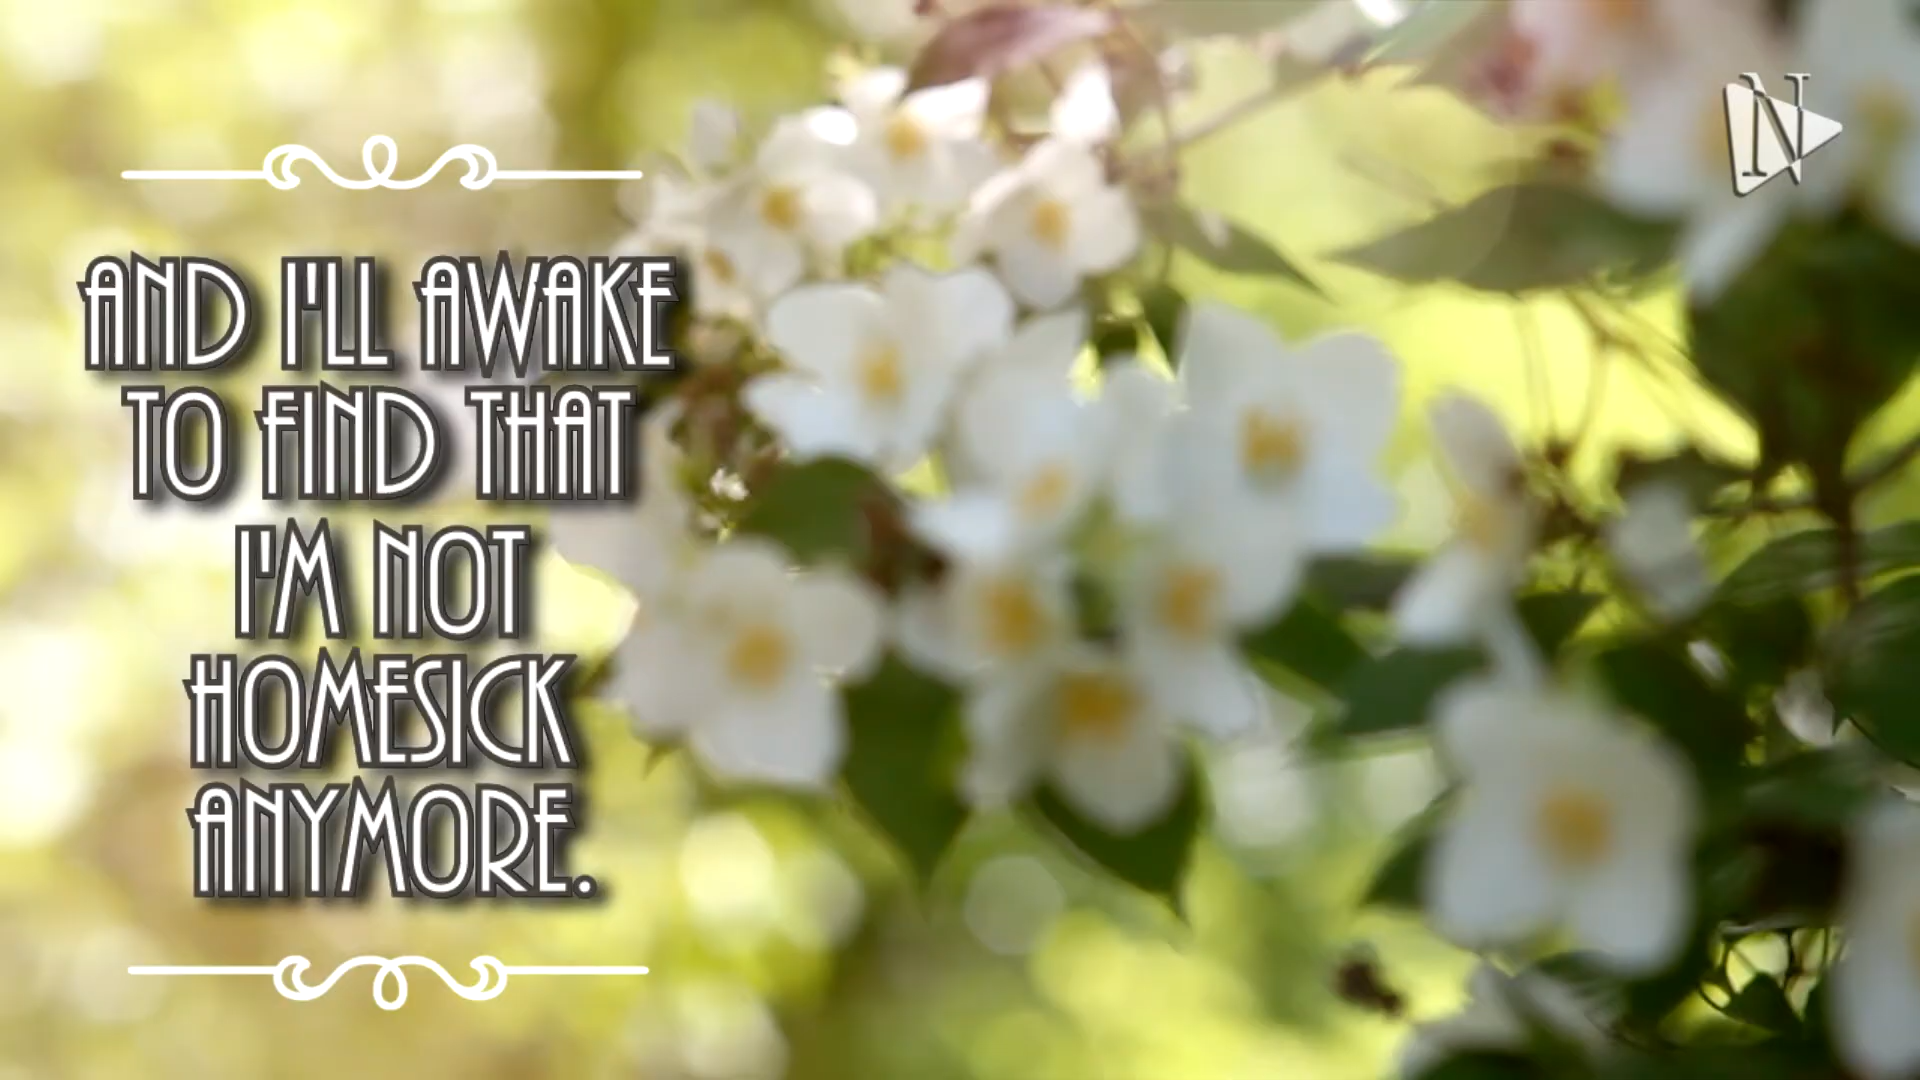 N
AND I'LL AWAKE
TO FIND THAT
I'M NOT
HOMESICK
ANYMORE.